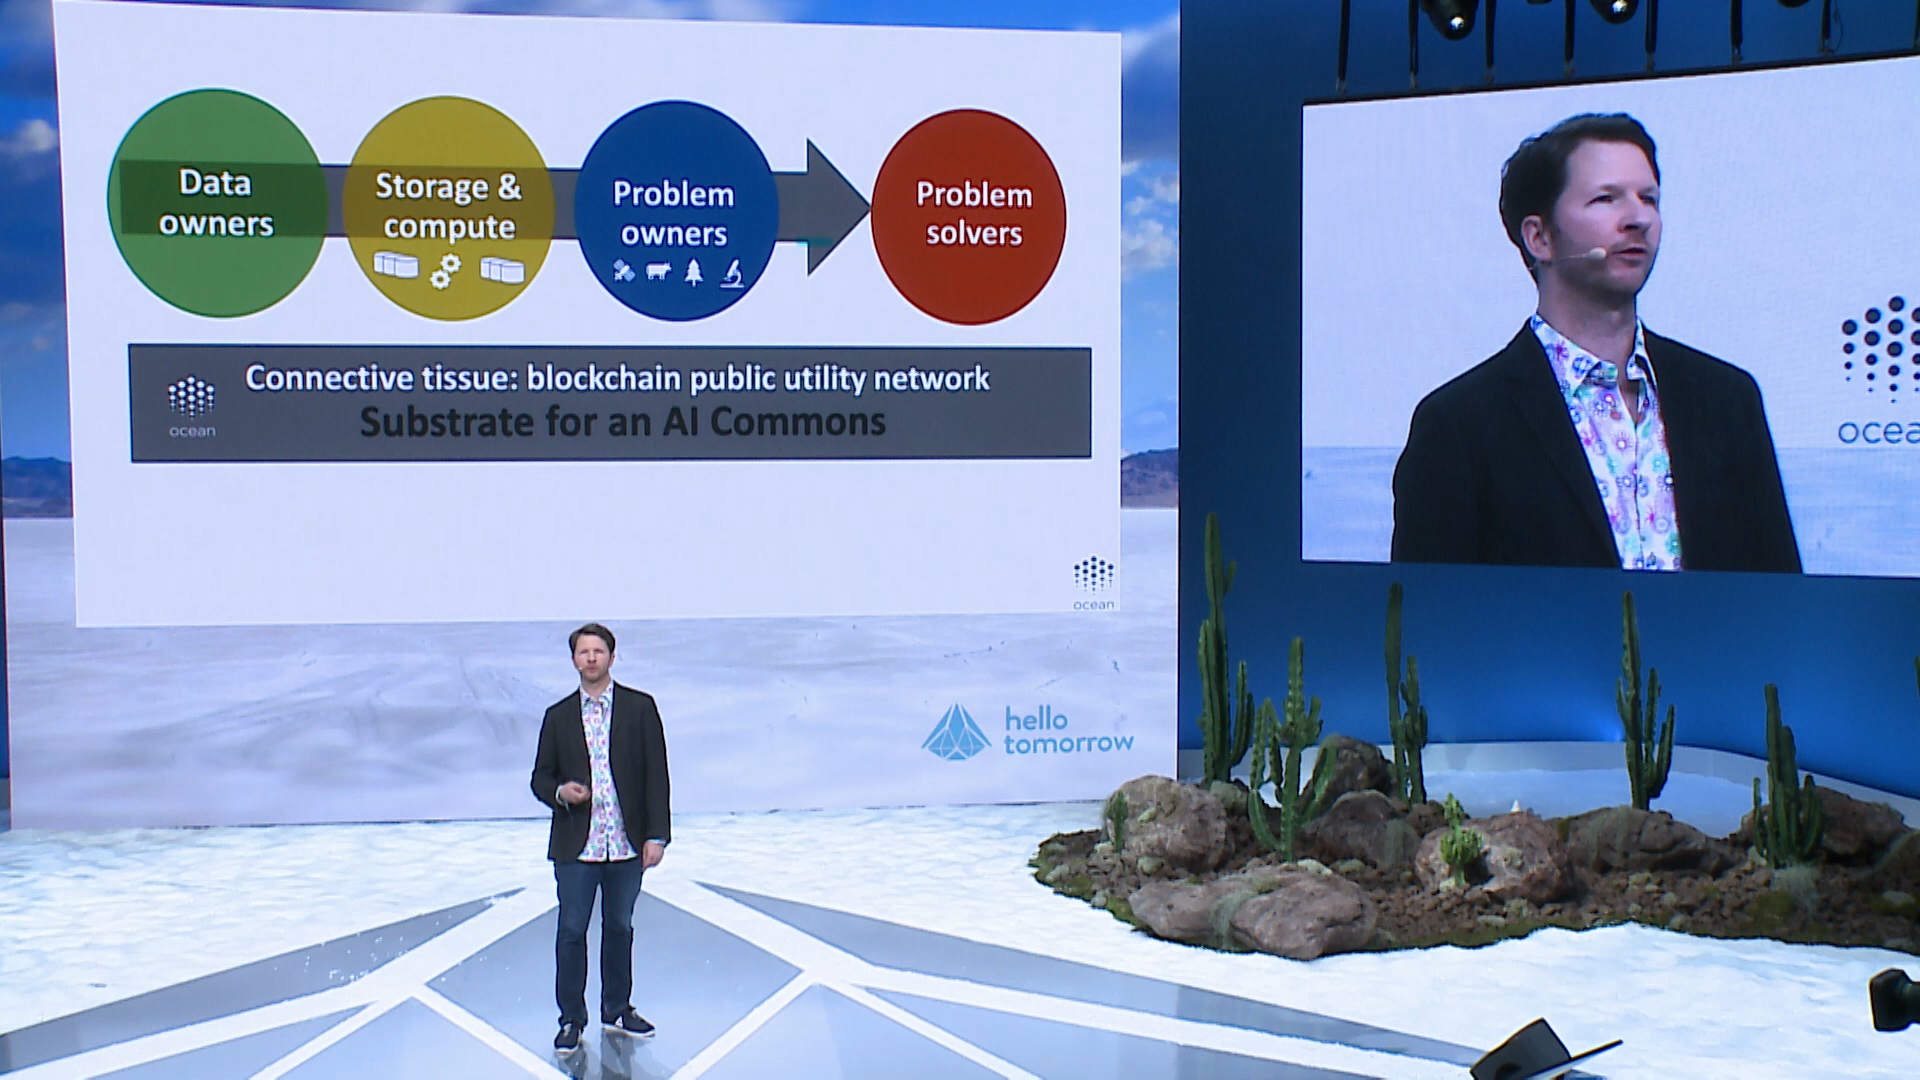 Data
owners
Storage &
compute
Problem
owners
Problem
solvers
Connective tissue: blockchain public utility network
Substrate for an AI Commons
ocean
ocean
hello
tomorrow
ocea